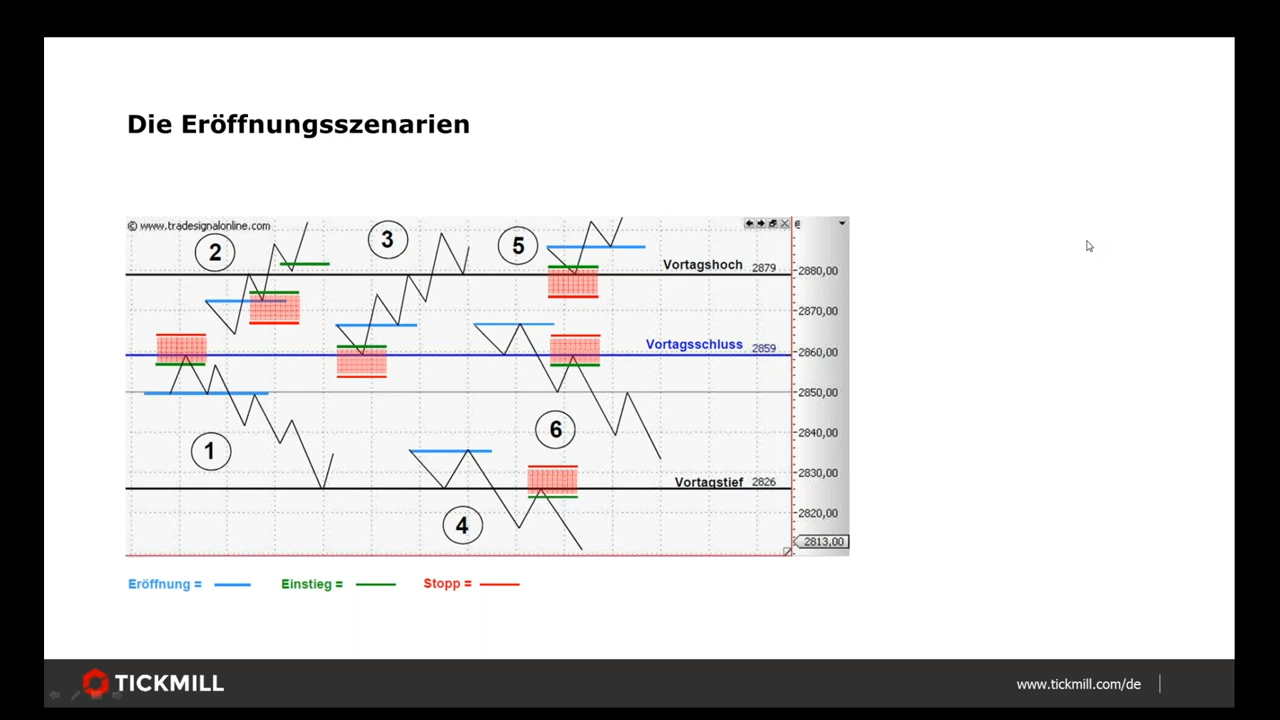 Die Eröffnungsszenarien
© www.tradesignalonline.com
2
3
5
Vortagshoch 2879
2880,00
2870,00
Vortagsschluss 2859
2860,00
2850,00
1
6
2840,00
2830,00
Vortagstief 2826
4
2820,00
2813,00
Eröffnung =
Einstieg =
Stopp =
TICKMILL
www.tickmill.com/de